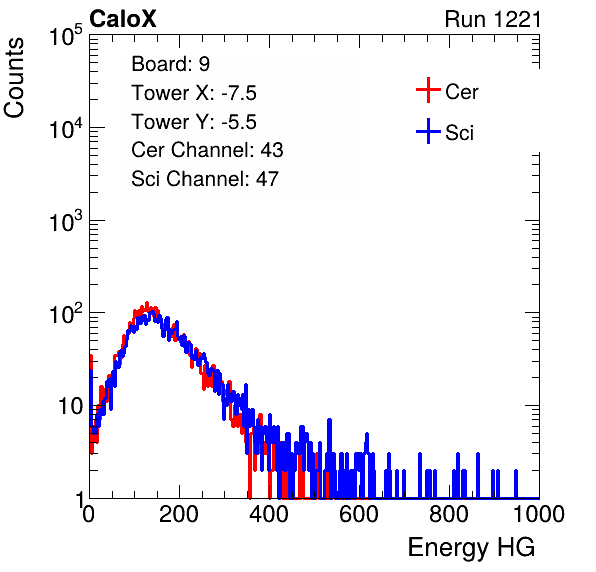 CaloX Run 1221
Counts
10^5
10^4
10^3
10^2
10
1
Board: 9
Tower X: -7.5
Tower Y: -5.5
Cer Channel: 43
Sci Channel: 47
Cer
Sci
0 200 400 600 800 1000
Energy HG